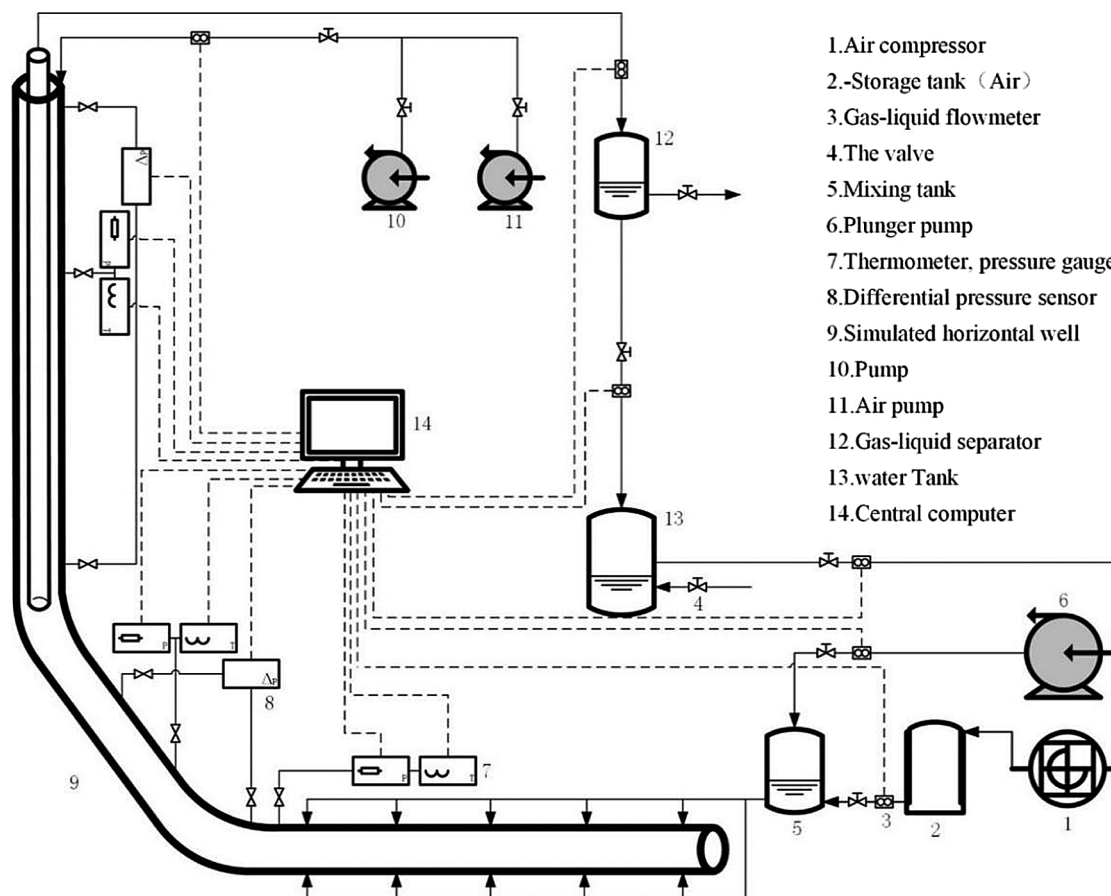 1.Air compressor
2.-Storage tank（Air）
3.Gas-liquid flowmeter
4.The valve
5.Mixing tank
6.Plunger pump
7.Thermometer, pressure gauge
8.Differential pressure sensor
9.Simulated horizontal well
10.Pump
11.Air pump
12.Gas-liquid separator
13.water Tank
14.Central computer
12
10
11
14
13
4
6
P
T
ΔP
8
9
P
T
7
5
3
2
1